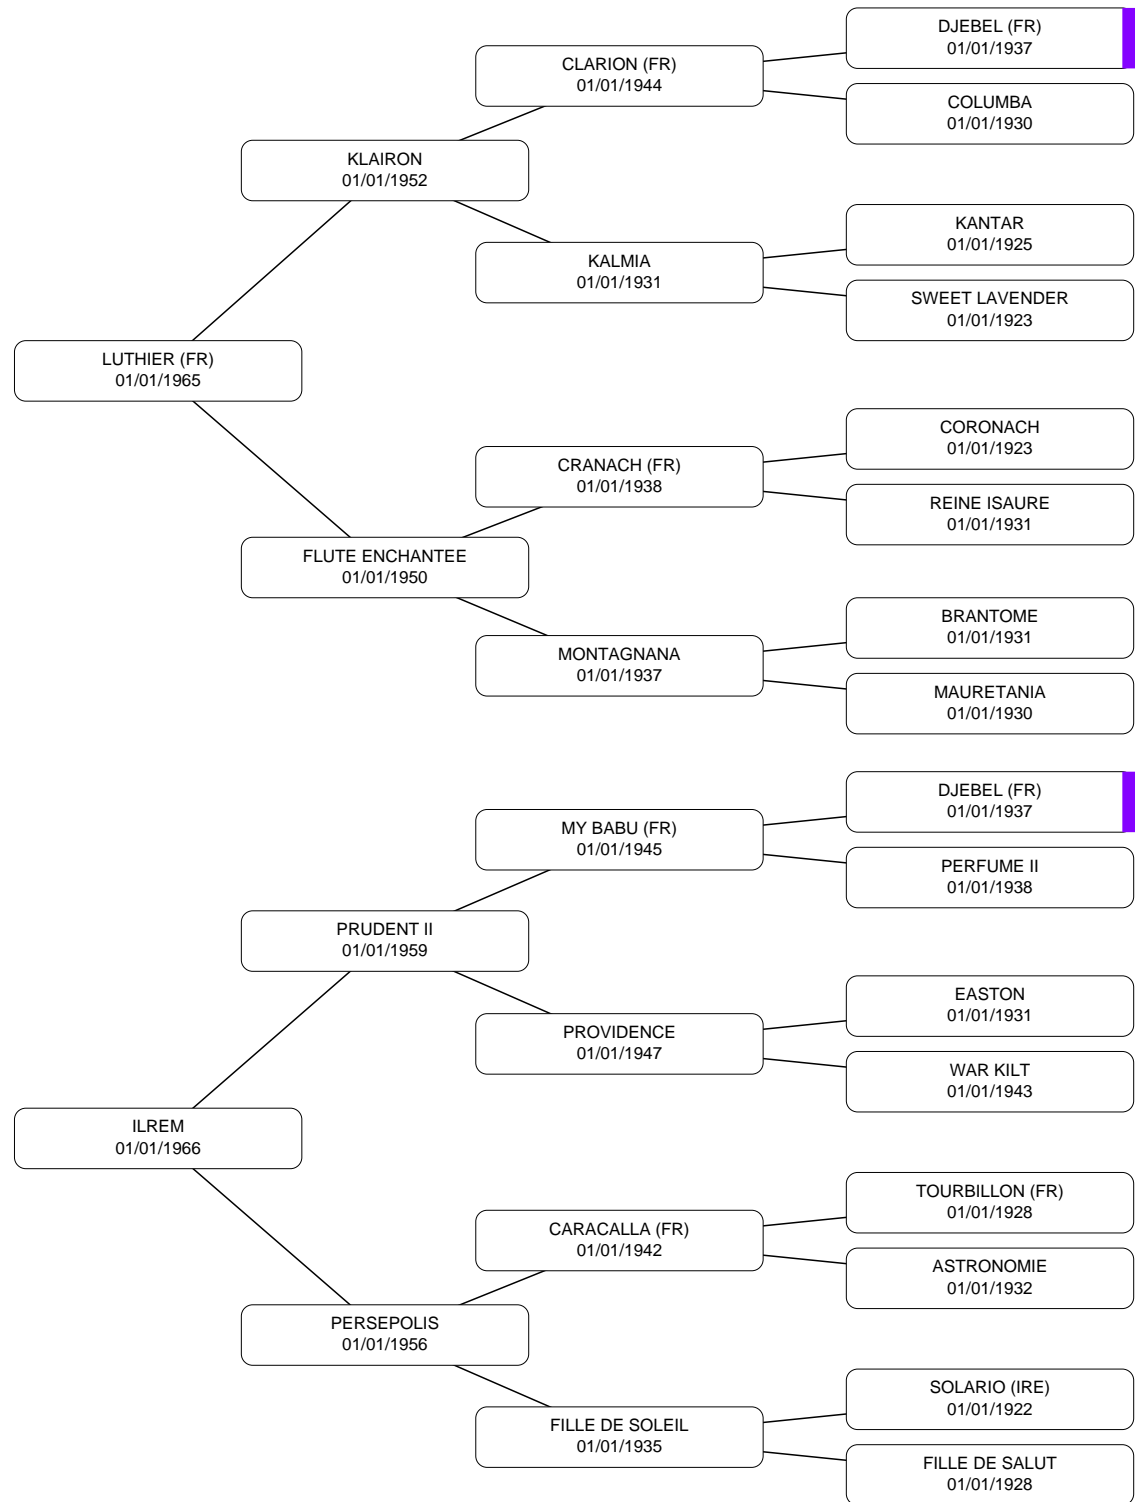 DJEBEL (FR)
01/01/1937
CLARION (FR)
01/01/1944
COLUMBA
01/01/1930
KLAIRON
01/01/1952
KANTAR
01/01/1925
KALMIA
01/01/1931
SWEET LAVENDER
01/01/1923
LUTHIER (FR)
01/01/1965
CORONACH
01/01/1923
CRANACH (FR)
01/01/1938
REINE ISAURE
01/01/1931
FLUTE ENCHANTEE
01/01/1950
BRANTOME
01/01/1931
MONTAGNANA
01/01/1937
MAURETANIA
01/01/1930
DJEBEL (FR)
01/01/1937
MY BABU (FR)
01/01/1945
PERFUME II
01/01/1938
PRUDENT II
01/01/1959
EASTON
01/01/1931
PROVIDENCE
01/01/1947
WAR KILT
01/01/1943
ILREM
01/01/1966
TOURBILLON (FR)
01/01/1928
CARACALLA (FR)
01/01/1942
ASTRONOMIE
01/01/1932
PERSEPOLIS
01/01/1956
SOLARIO (IRE)
01/01/1922
FILLE DE SOLEIL
01/01/1935
FILLE DE SALUT
01/01/1928